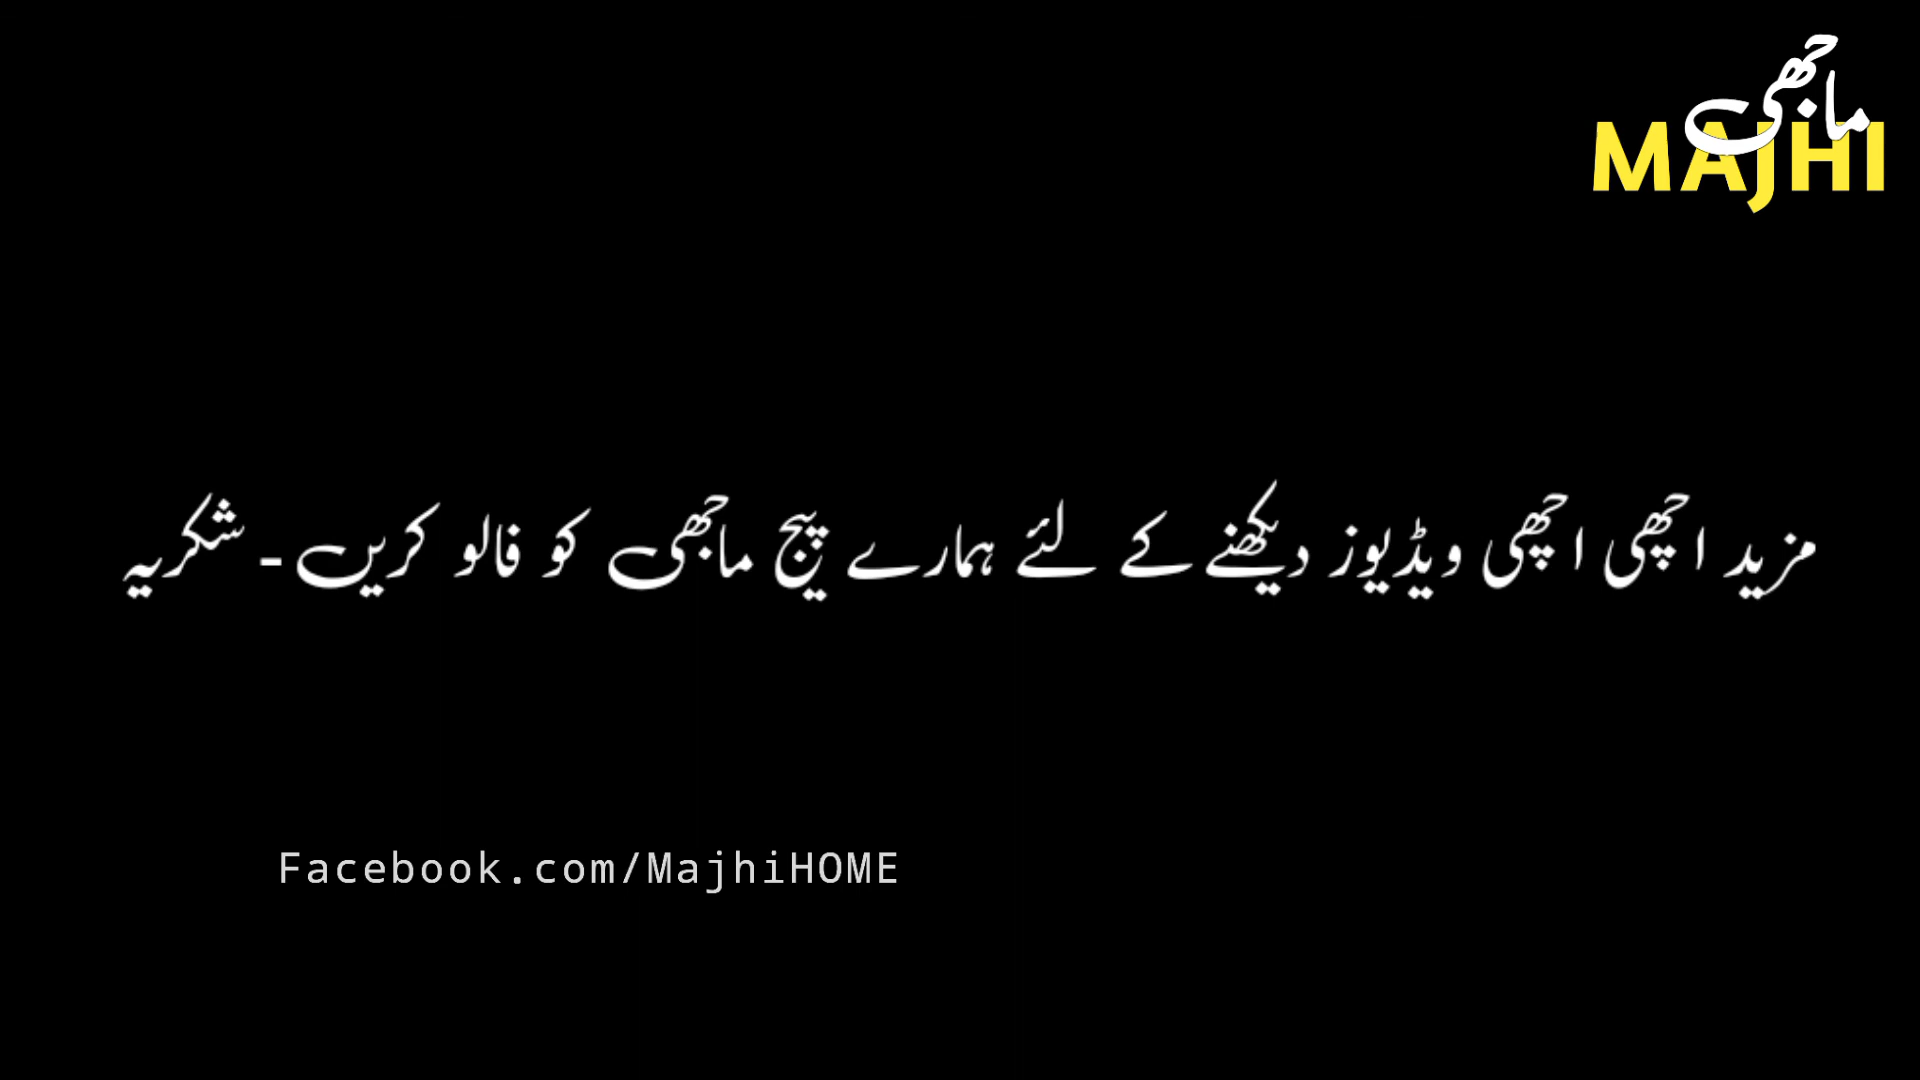 ماجھی
MAJHI
مزید اچھی اچھی ویڈیوز دیکھنے کے لئے ہمارے پیج ماجھی کو فالو کریں۔ شکریہ
Facebook.com/MajhiHOME